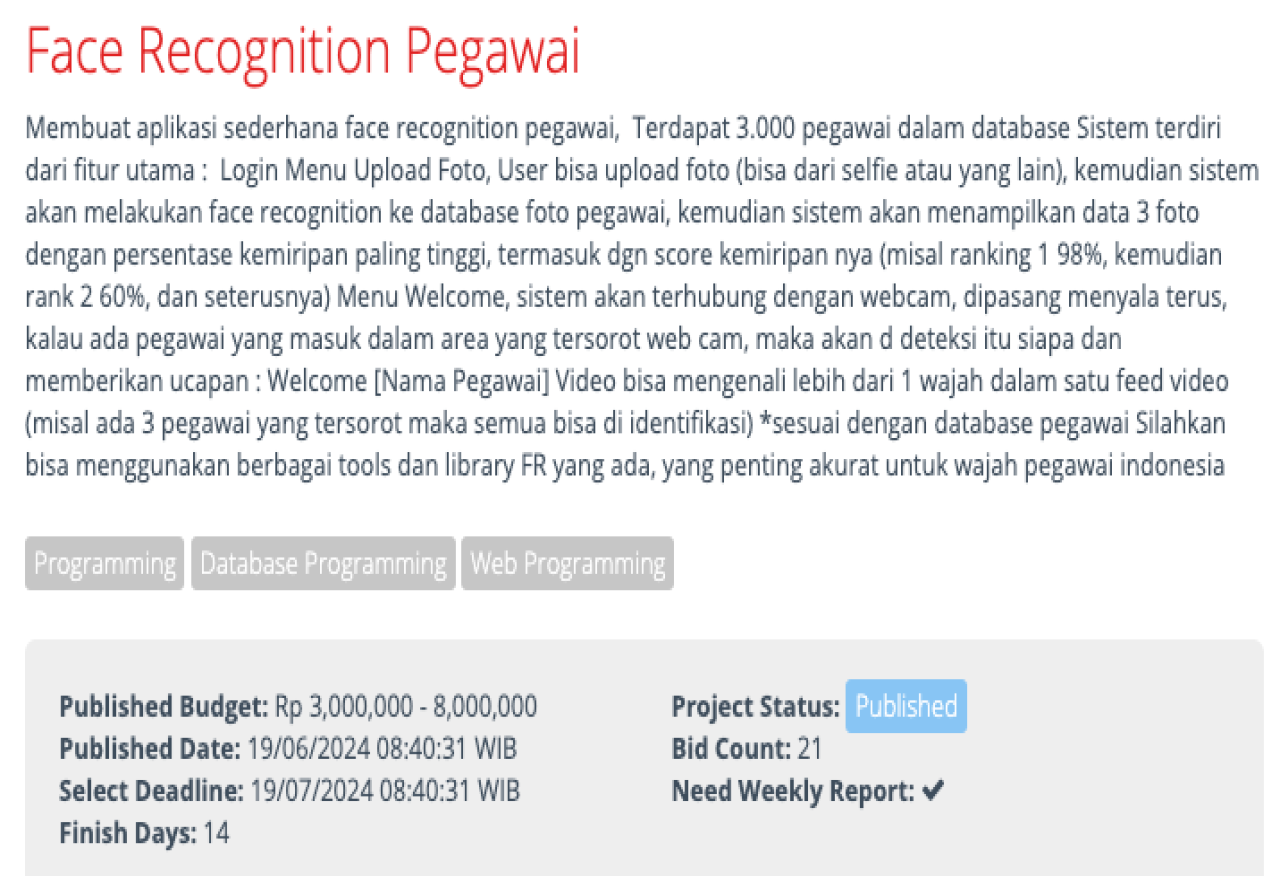 Face Recognition Pegawai
Membuat aplikasi sederhana face recognition pegawai,  Terdapat 3.000 pegawai dalam database Sistem terdiri
dari fitur utama :  Login Menu Upload Foto, User bisa upload foto (bisa dari selfie atau yang lain), kemudian sistem
akan melakukan face recognition ke database foto pegawai, kemudian sistem akan menampilkan data 3 foto
dengan persentase kemiripan paling tinggi, termasuk dgn score kemiripan nya (misal ranking 1 98%, kemudian
rank 2 60%, dan seterusnya) Menu Welcome, sistem akan terhubung dengan webcam, dipasang menyala terus,
kalau ada pegawai yang masuk dalam area yang tersorot web cam, maka akan d deteksi itu siapa dan
memberikan ucapan : Welcome [Nama Pegawai] Video bisa mengenali lebih dari 1 wajah dalam satu feed video
(misal ada 3 pegawai yang tersorot maka semua bisa di identifikasi) *sesuai dengan database pegawai Silahkan
bisa menggunakan berbagai tools dan library FR yang ada, yang penting akurat untuk wajah pegawai indonesia
Programming Database Programming Web Programming
Published Budget: Rp 3,000,000 - 8,000,000
Published Date: 19/06/2024 08:40:31 WIB
Select Deadline: 19/07/2024 08:40:31 WIB
Finish Days: 14
Project Status: Published
Bid Count: 21
Need Weekly Report: ✔